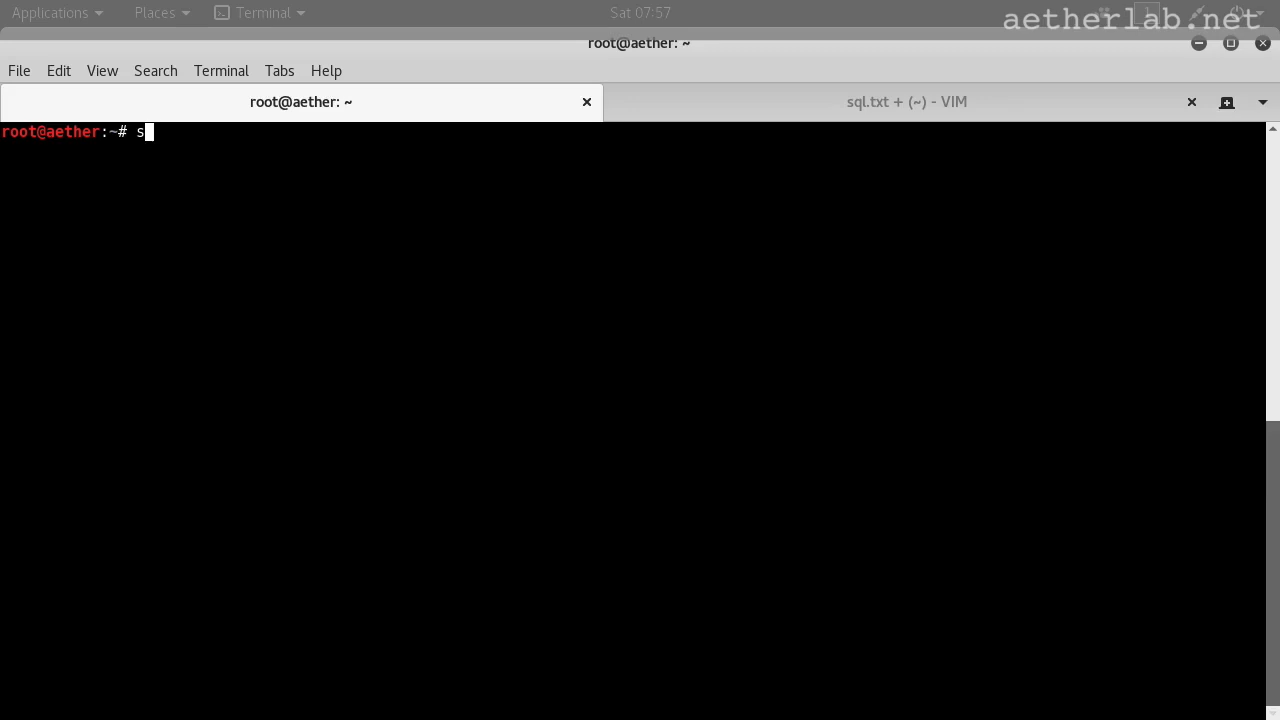 Applications Places Terminal Sat 07:57 1
aetherlab.net
root@aether: ~
File Edit View Search Terminal Tabs Help
root@aether: ~ sql.txt + (~) - VIM
root@aether:~# s